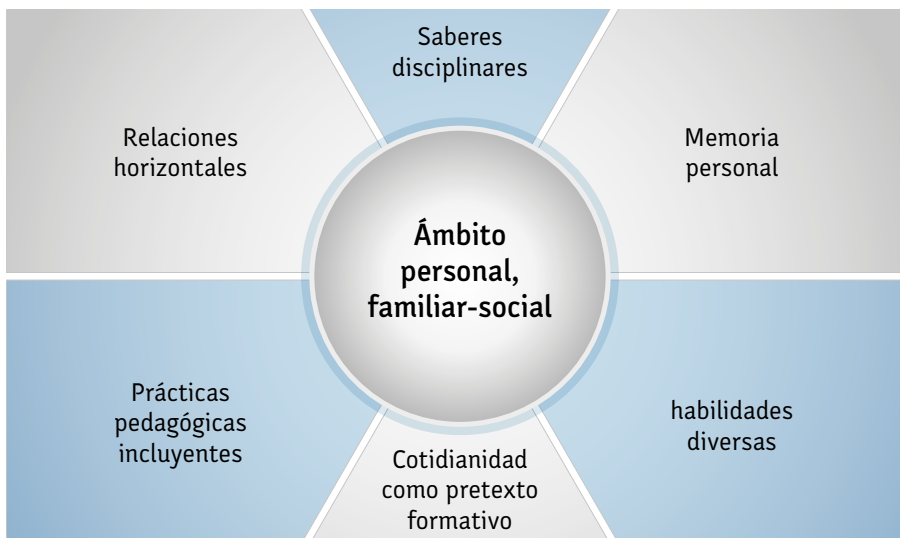 Saberes
disciplinares
Relaciones
horizontales
Memoria
personal
Ámbito
personal,
familiar-social
Prácticas
pedagógicas
incluyentes
habilidades
diversas
Cotidianidad
como pretexto
formativo